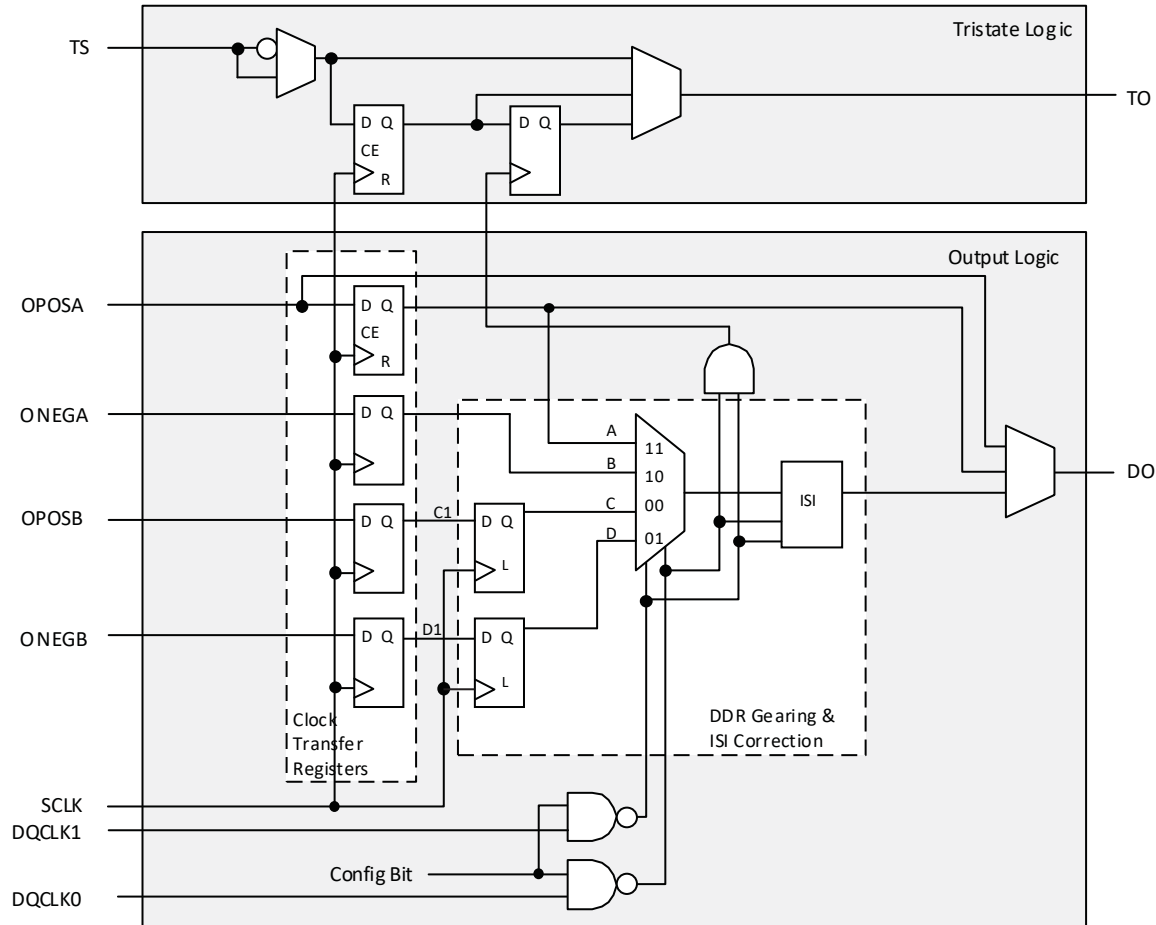 Tristate Logic
TS
TO
D Q
CE
R
D Q
Output Logic
OPOSA
D Q
CE
R
ONEGA
D Q
A
11
B
10
C
00
D
01
ISI
DO
OPOSB
D Q
C1
D Q
L
ONEGB
D Q
D1
D Q
L
Clock
Transfer
Registers
DDR Gearing &
ISI Correction
SCLK
DQCLK1
Config Bit
DQCLK0